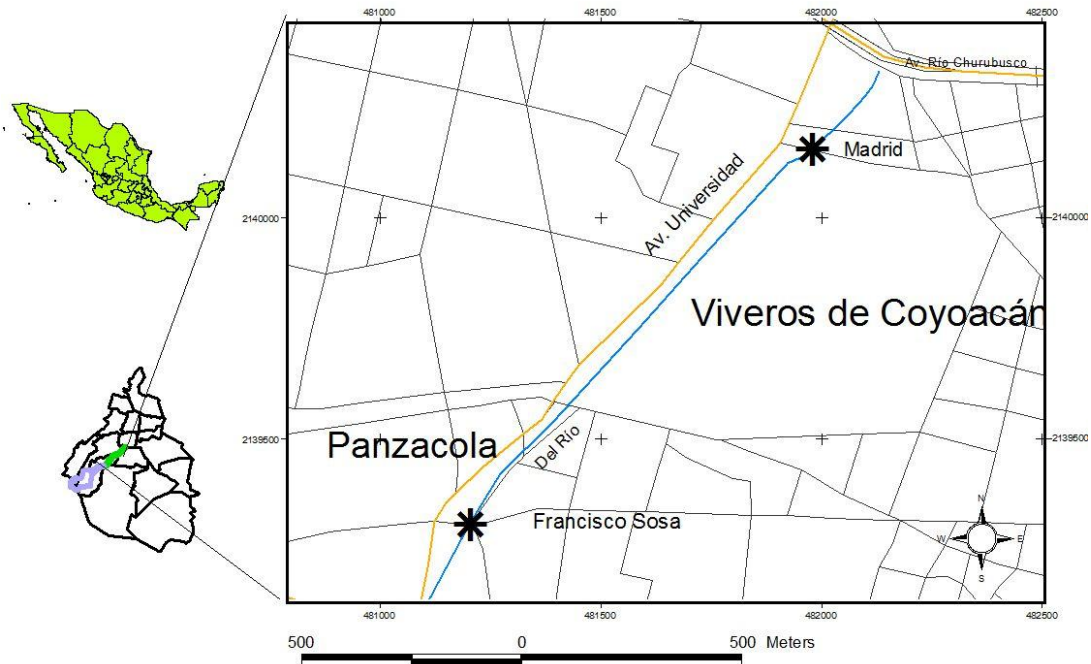 481000 481500 482000 482500
Av. Río Churubusco
Madrid
Av. Universidad
2140000 2140000
Viveros de Coyoacán
Panzacola
Del Río
2139500 2139500
Francisco Sosa
N
W E
S
481000 481500 482000 482500
500 0 500 Meters